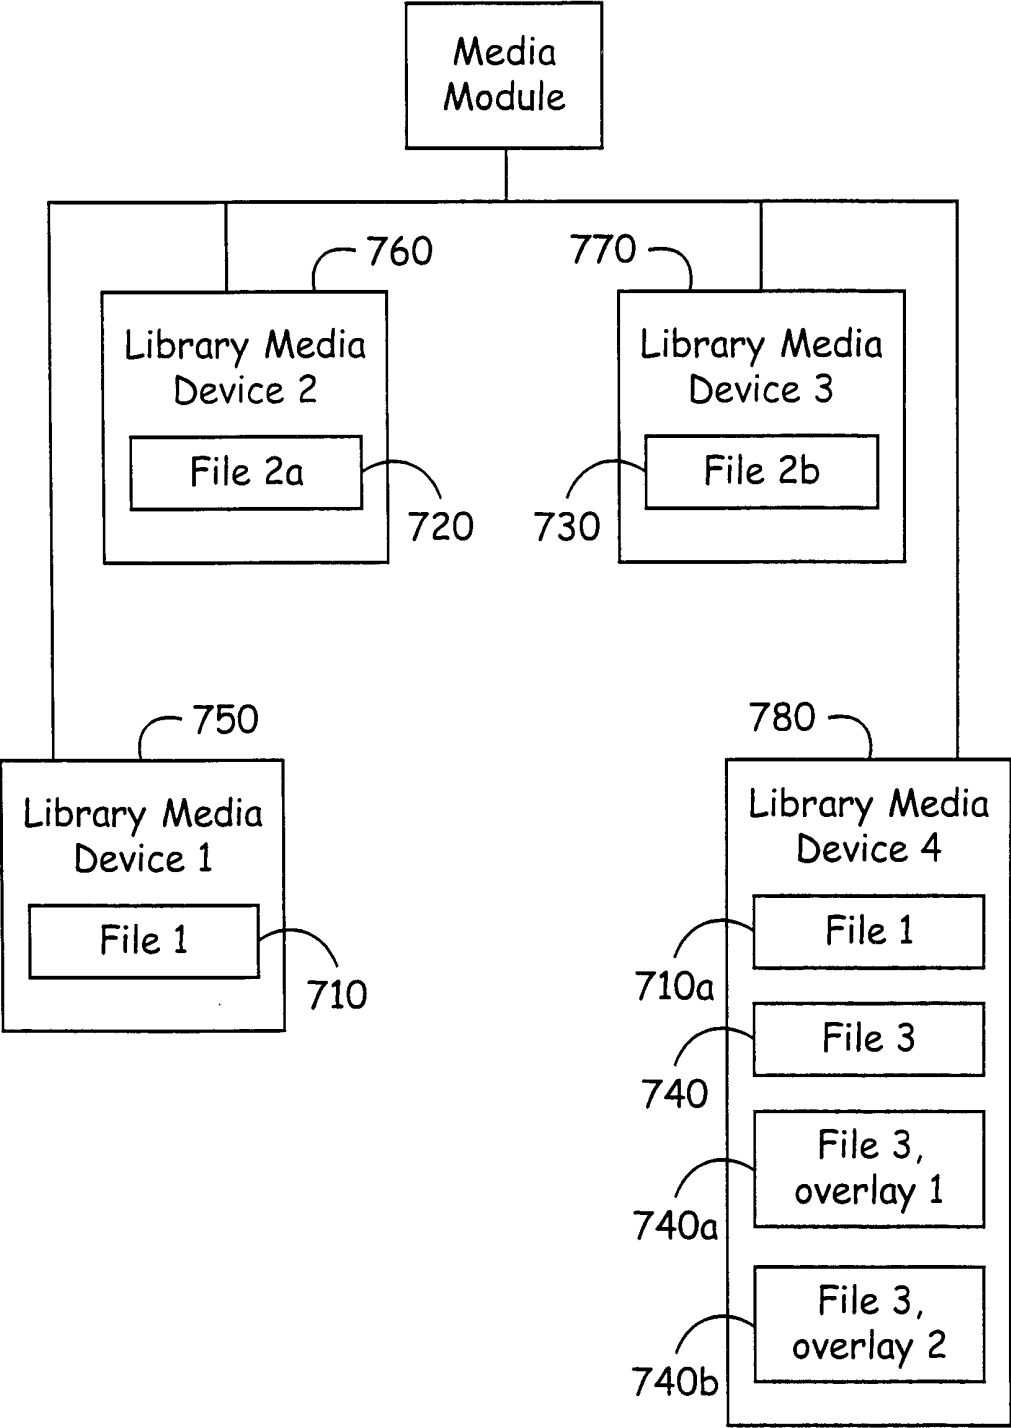 Media
Module
760
770
Library Media
Device 2
File 2a
720
Library Media
Device 3
File 2b
730
750
Library Media
Device 1
File 1
710
780
Library Media
Device 4
File 1
710a
File 3
740
File 3,
overlay 1
740a
File 3,
overlay 2
740b